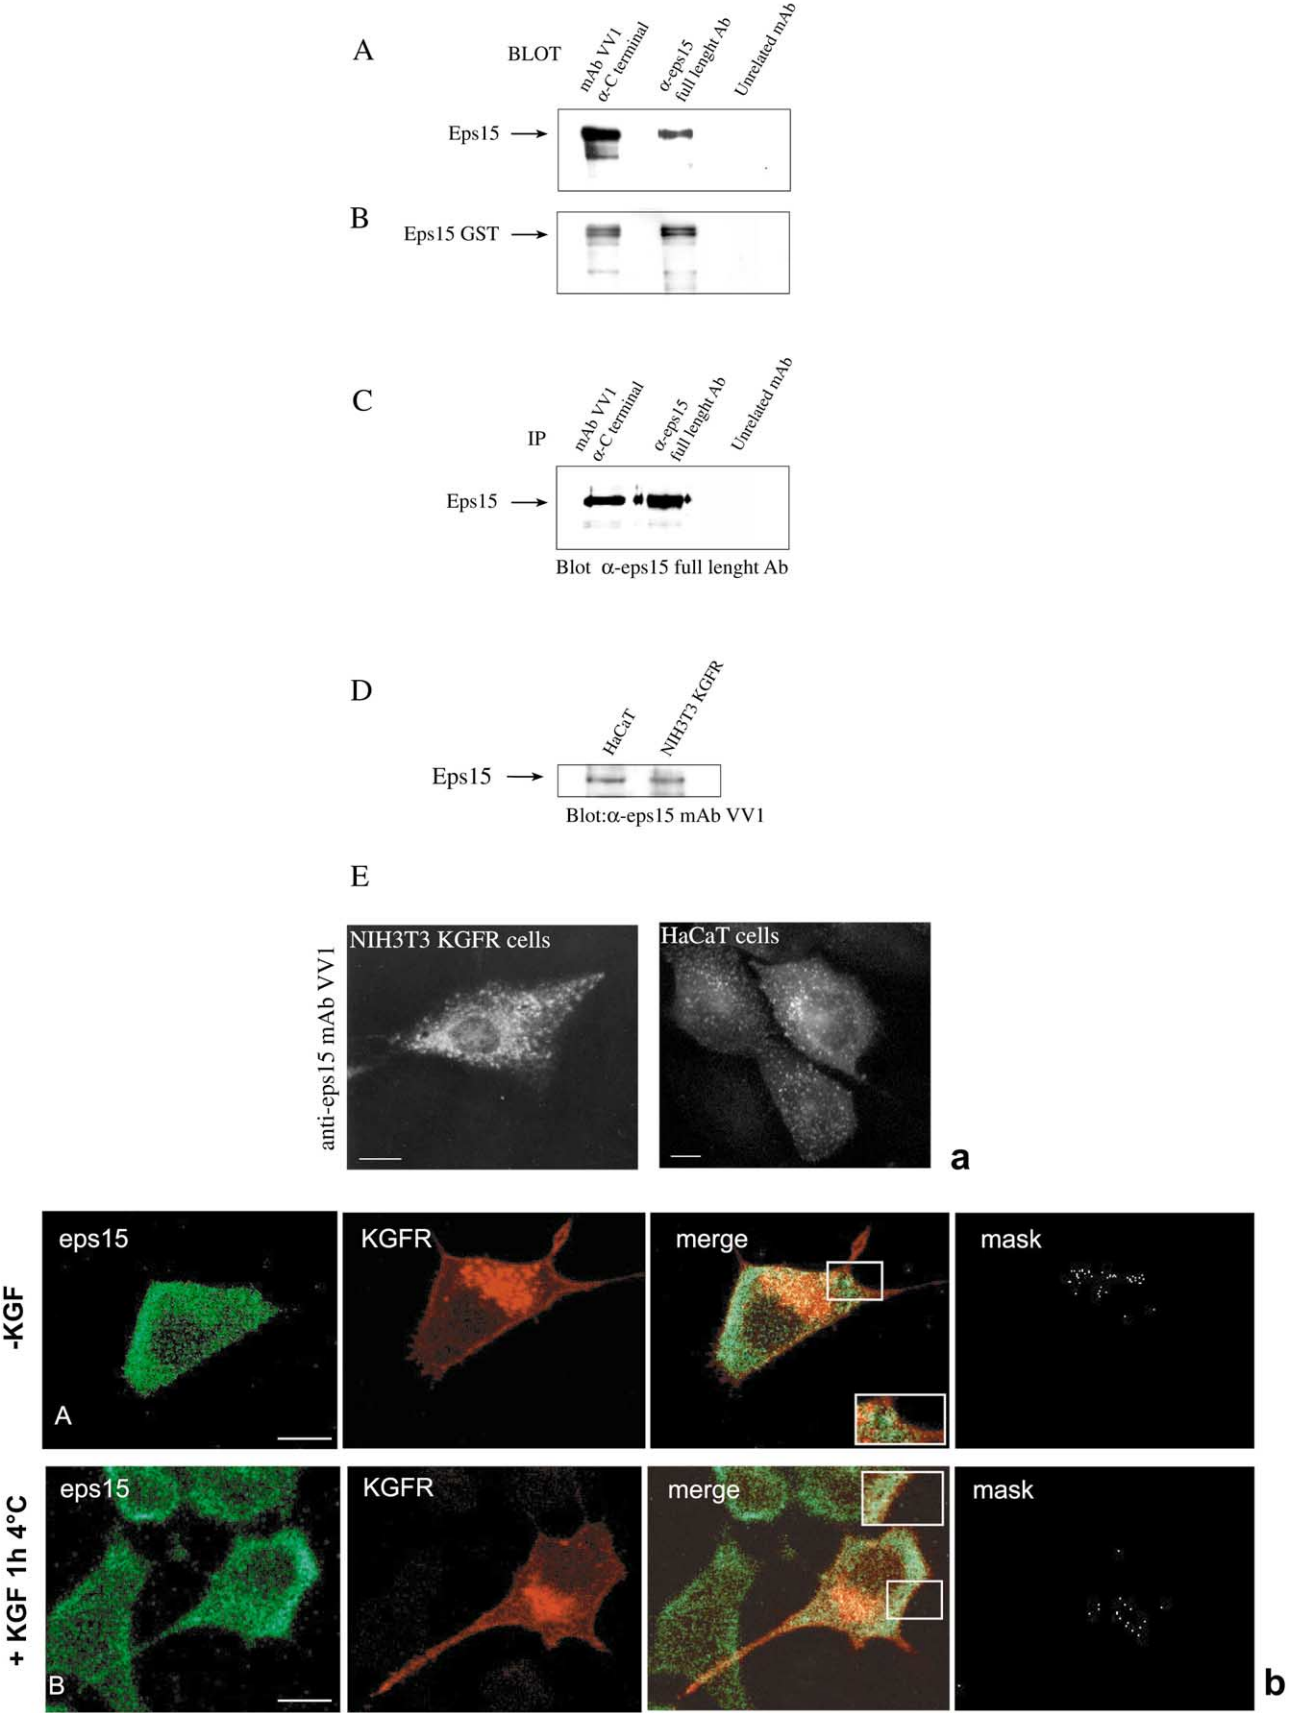 A
BLOT
mAb VV1
α-C terminal
α-eps15
full lenght Ab
Unrelated mAb
Eps15
B
Eps15 GST
C
IP
mAb VV1
α-C terminal
α-eps15
full lenght Ab
Unrelated mAb
Eps15
Blot α-eps15 full lenght Ab
D
HaCaT
NIH3T3 KGFR
Eps15
Blot:α-eps15 mAb VV1
E
anti-eps15 mAb VV1
NIH3T3 KGFR cells
HaCaT cells
a
-KGF
eps15
KGFR
merge
mask
A
+ KGF 1h 4°C
eps15
KGFR
merge
mask
B
b